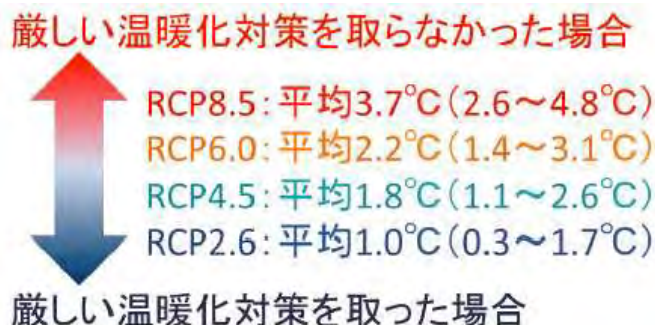 厳しい温暖化対策を取らなかった場合
RCP8.5:平均3.7℃(2.6～4.8℃)
RCP6.0:平均2.2℃(1.4～3.1℃)
RCP4.5:平均1.8℃(1.1～2.6℃)
RCP2.6:平均1.0℃(0.3～1.7℃)
厳しい温暖化対策を取った場合